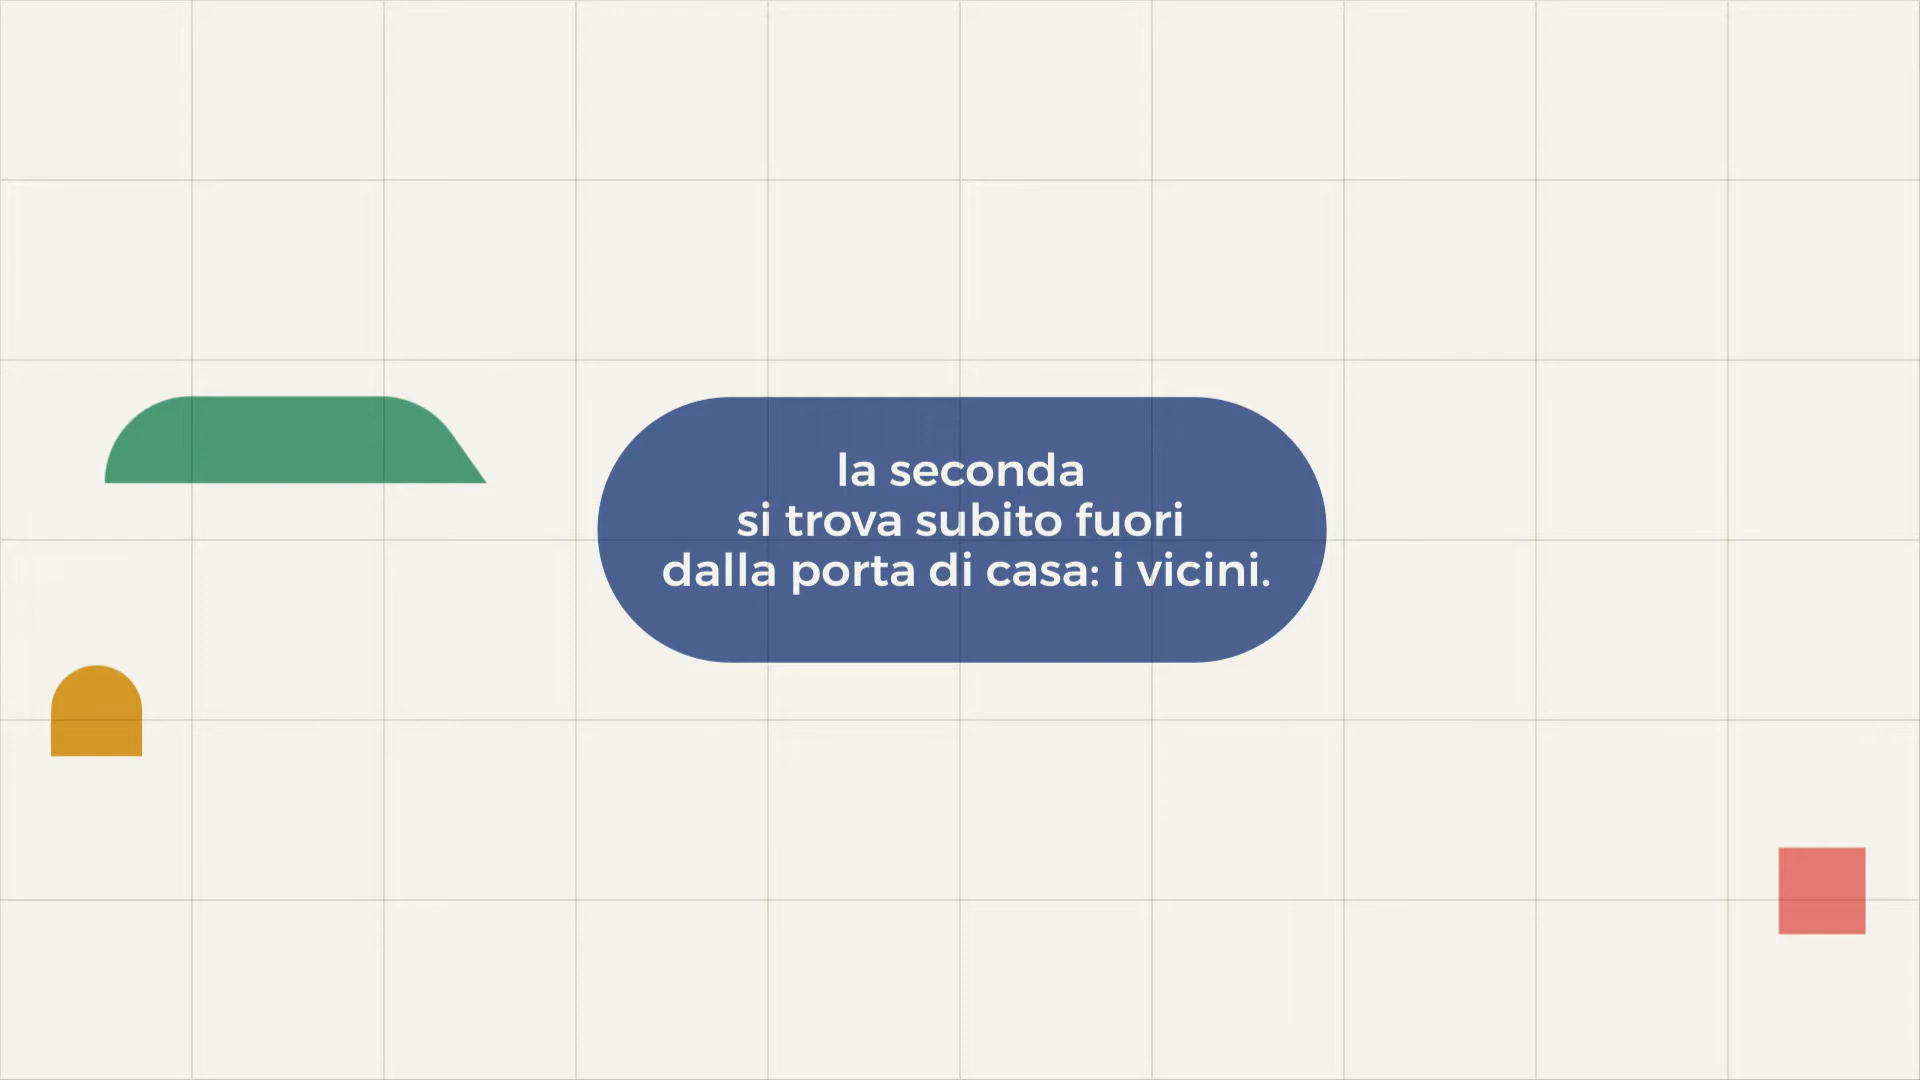 la seconda
si trova subito fuori
dalla porta di casa: i vicini.